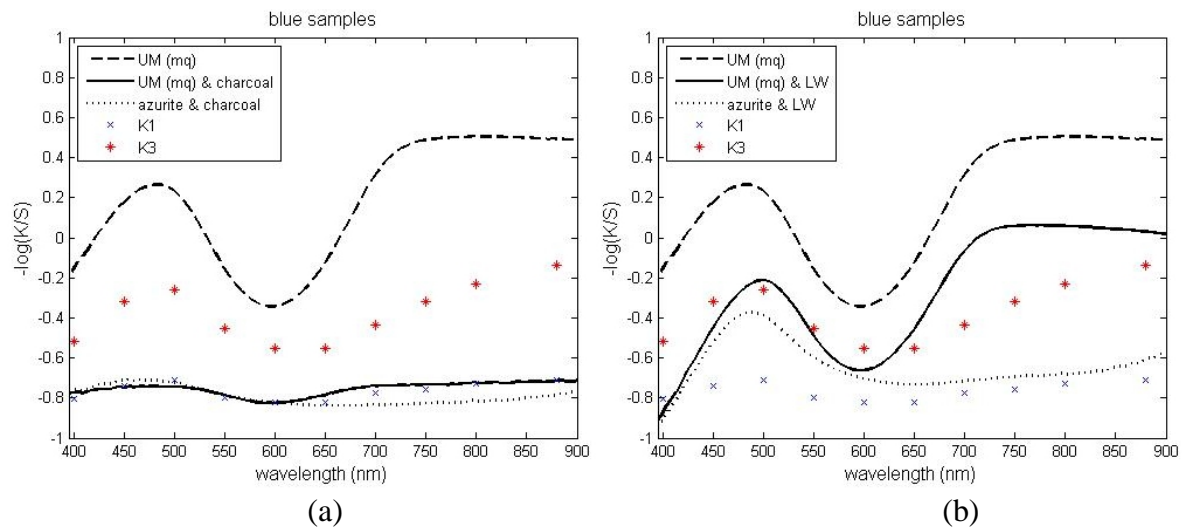 blue samples
1
0.8
0.6
0.4
0.2
0
-0.2
-0.4
-0.6
-0.8
-1
-log(K/S)
UM (mq)
UM (mq) & charcoal
azurite & charcoal
K1
K3
400 450 500 550 600 650 700 750 800 850 900
wavelength (nm)
(a)
blue samples
1
0.8
0.6
0.4
0.2
0
-0.2
-0.4
-0.6
-0.8
-1
-log(K/S)
UM (mq)
UM (mq) & LW
azurite & LW
K1
K3
400 450 500 550 600 650 700 750 800 850 900
wavelength (nm)
(b)